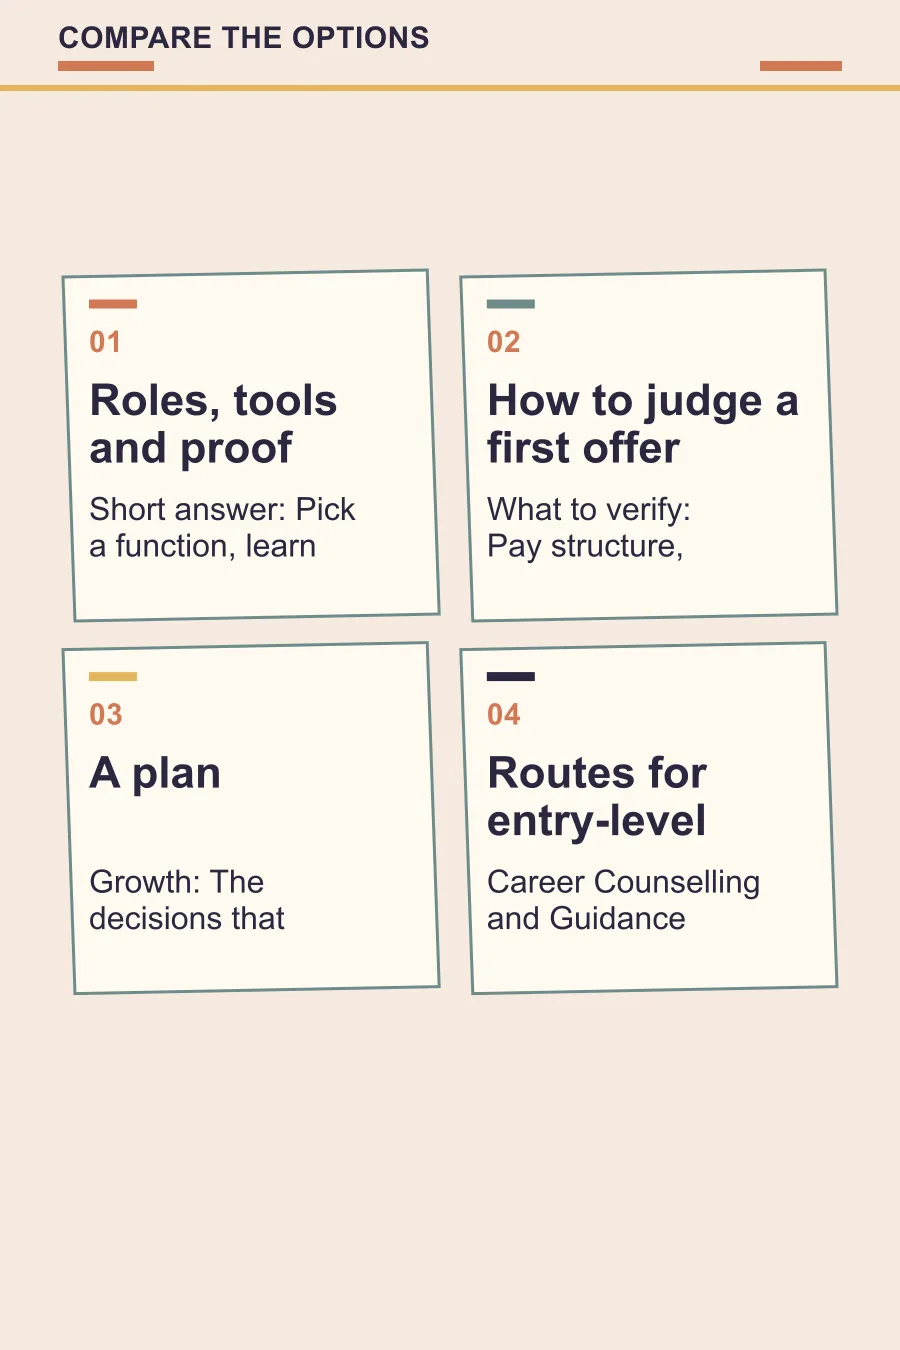 COMPARE THE OPTIONS
01
Roles, tools
and proof
Short answer: Pick
a function, learn
02
How to judge a
first offer
What to verify:
Pay structure,
03
A plan
Growth: The
decisions that
04
Routes for
entry-level
Career Counselling
and Guidance